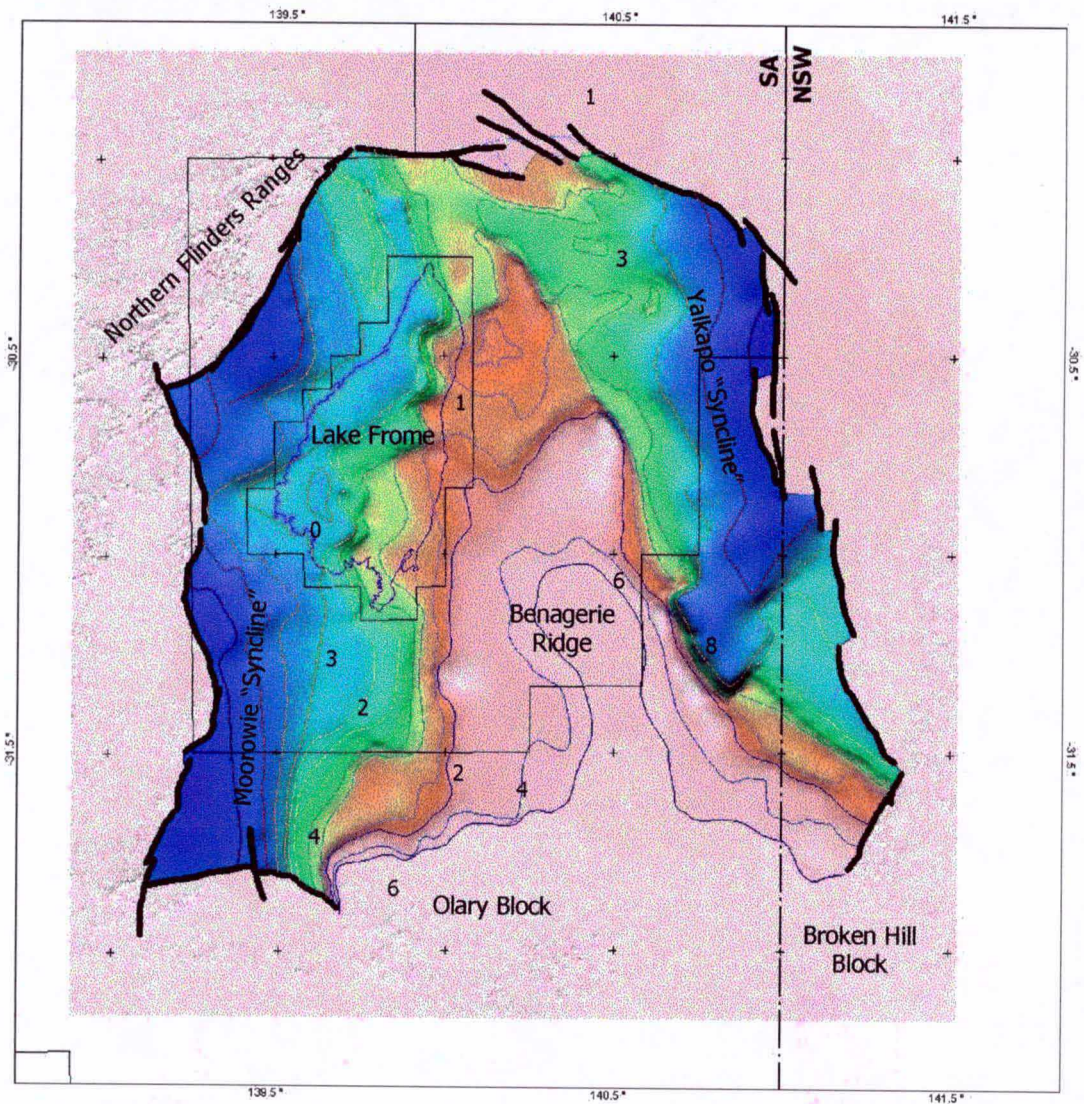 139.5°
140.5°
141.5°
SA
NSW
1
Northern Flinders Ranges
3
-30.5°
-30.5°
Yalkapo "Syncline"
1
Lake Frome
0
6
Benagerie
Ridge
8
Moorowie "Syncline"
3
2
-31.5°
-31.5°
2
4
4
6
Olary Block
Broken Hill
Block
139.5°
140.5°
141.5°